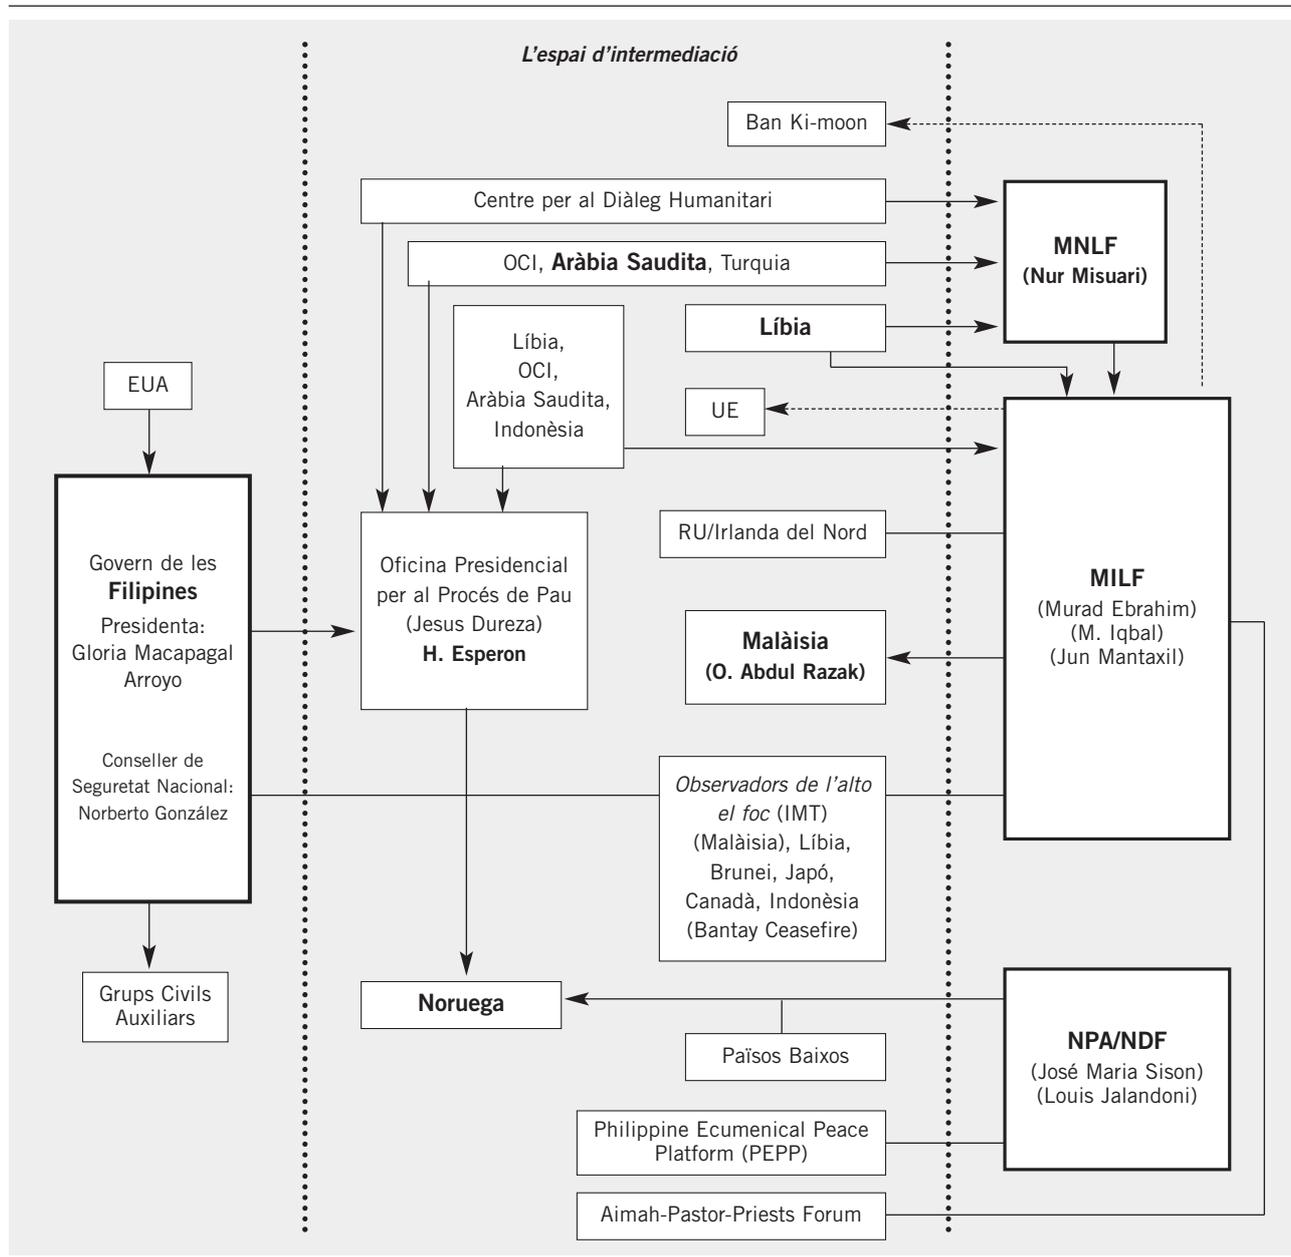 L'espai d'intermediació
Ban Ki-moon
Centre per al Diàleg Humanitari
MNLF
(Nur Misuari)
OCI, Aràbia Saudita, Turquia
Líbia
Líbia,
OCI,
Aràbia Saudita,
Indonèsia
EUA
UE
Govern de les
Filipines
Presidenta:
Gloria Macapagal
Arroyo
Conseller de
Seguretat Nacional:
Norberto González
Oficina Presidencial
per al Procés de Pau
(Jesus Dureza)
H. Esperon
RU/Irlanda del Nord
MILF
(Murad Ebrahim)
(M. Iqbal)
(Jun Mantaxil)
Malàisia
(O. Abdul Razak)
Observadors de l'alto
el foc (IMT)
(Malàisia), Líbia,
Brunei, Japó,
Canadà, Indonèsia
(Bantay Ceasefire)
Grups Civils
Auxiliars
Noruega
Països Baixos
NPA/NDF
(José Maria Sison)
(Louis Jalandoni)
Philippine Ecumenical Peace
Platform (PEPP)
Aimah-Pastor-Priests Forum